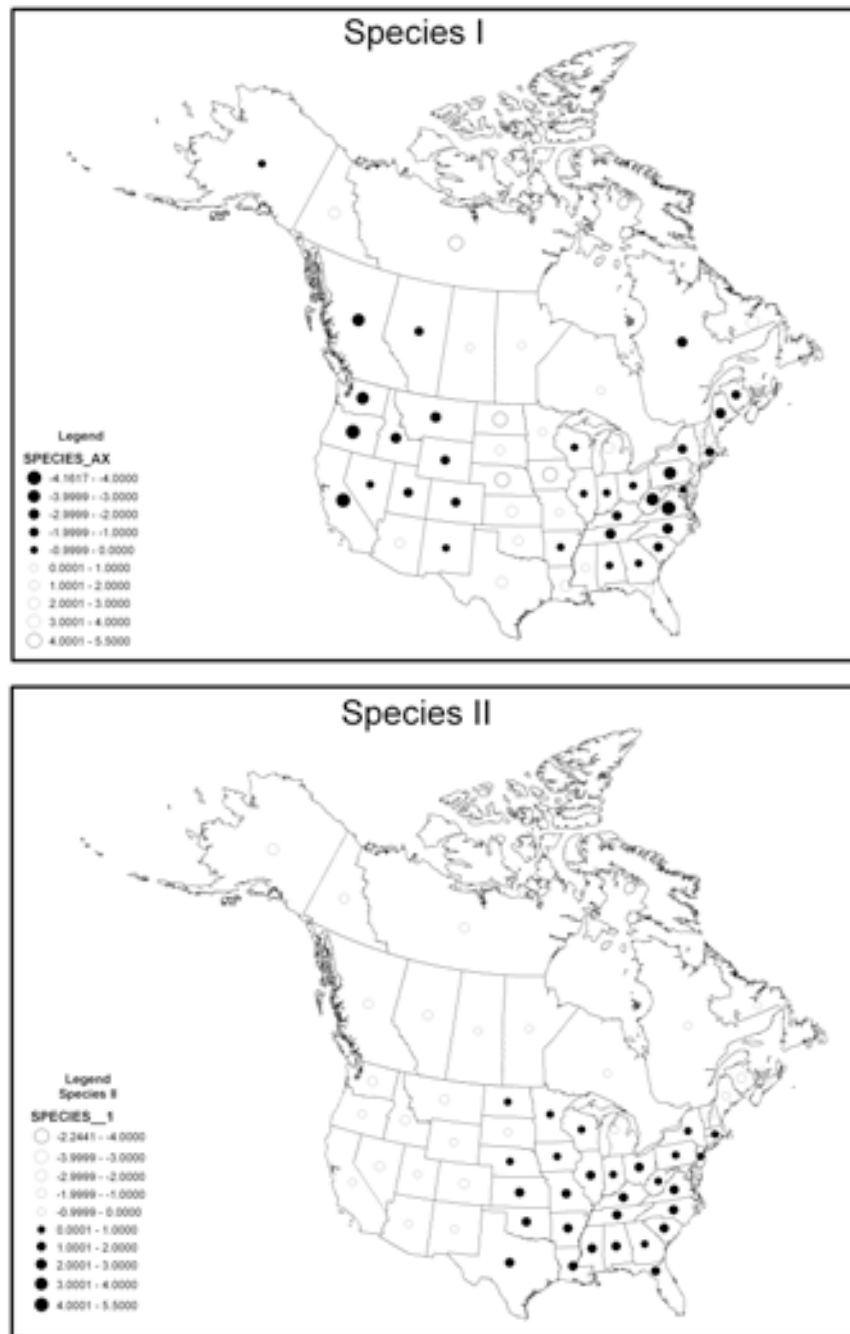 Species I
Legend
SPECIES_AX
-4.1617 - -4.0000
-3.9999 - -3.0000
-2.9999 - -2.0000
-1.9999 - -1.0000
-0.9999 - 0.0000
0.0001 - 1.0000
1.0001 - 2.0000
2.0001 - 3.0000
3.0001 - 4.0000
4.0001 - 5.5000
Species II
Legend
Species II
SPECIES__1
-2.2441 - -4.0000
-3.9999 - -3.0000
-2.9999 - -2.0000
-1.9999 - -1.0000
-0.9999 - 0.0000
0.0001 - 1.0000
1.0001 - 2.0000
2.0001 - 3.0000
3.0001 - 4.0000
4.0001 - 5.5000